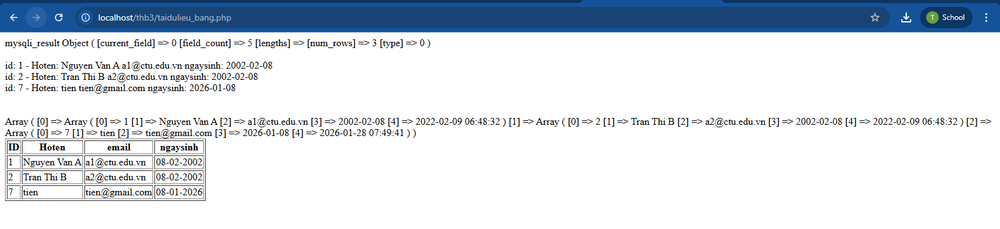 localhost/thb3/taidulieu_bang.php
T School
mysqli_result Object ( [current_field] => 0 [field_count] => 5 [lengths] => [num_rows] => 3 [type] => 0 )
id: 1 - Hoten: Nguyen Van A a1@ctu.edu.vn ngaysinh: 2002-02-08
id: 2 - Hoten: Tran Thi B a2@ctu.edu.vn ngaysinh: 2002-02-08
id: 7 - Hoten: tien tien@gmail.com ngaysinh: 2026-01-08
Array ( [0] => Array ( [0] => 1 [1] => Nguyen Van A [2] => a1@ctu.edu.vn [3] => 2002-02-08 [4] => 2022-02-09 06:48:32 ) [1] => Array ( [0] => 2 [1] => Tran Thi B [2] => a2@ctu.edu.vn [3] => 2002-02-08 [4] => 2022-02-09 06:48:32 ) [2] =>
Array ( [0] => 7 [1] => tien [2] => tien@gmail.com [3] => 2026-01-08 [4] => 2026-01-28 07:49:41 ) )
ID Hoten email ngaysinh
1 Nguyen Van A a1@ctu.edu.vn 08-02-2002
2 Tran Thi B a2@ctu.edu.vn 08-02-2002
7 tien tien@gmail.com 08-01-2026